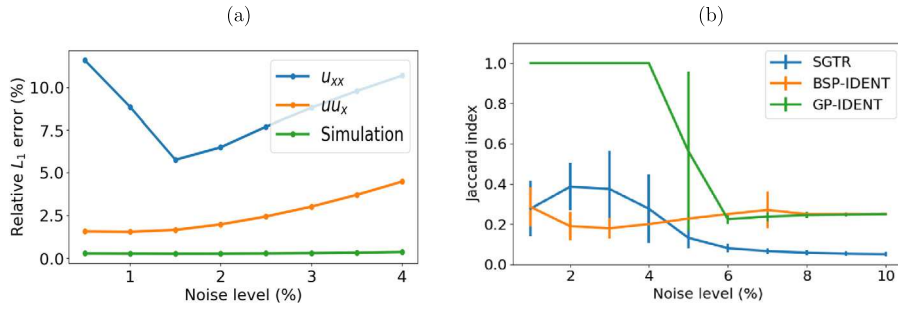 (a)
(b)
10.0
7.5
5.0
2.5
0.0
Relative L₁ error (%)
u_xx
uu_x
Simulation
1
2
3
4
Noise level (%)
1.0
0.8
0.6
0.4
0.2
0.0
Jaccard index
SGTR
BSP-IDENT
GP-IDENT
2
4
6
8
10
Noise level (%)